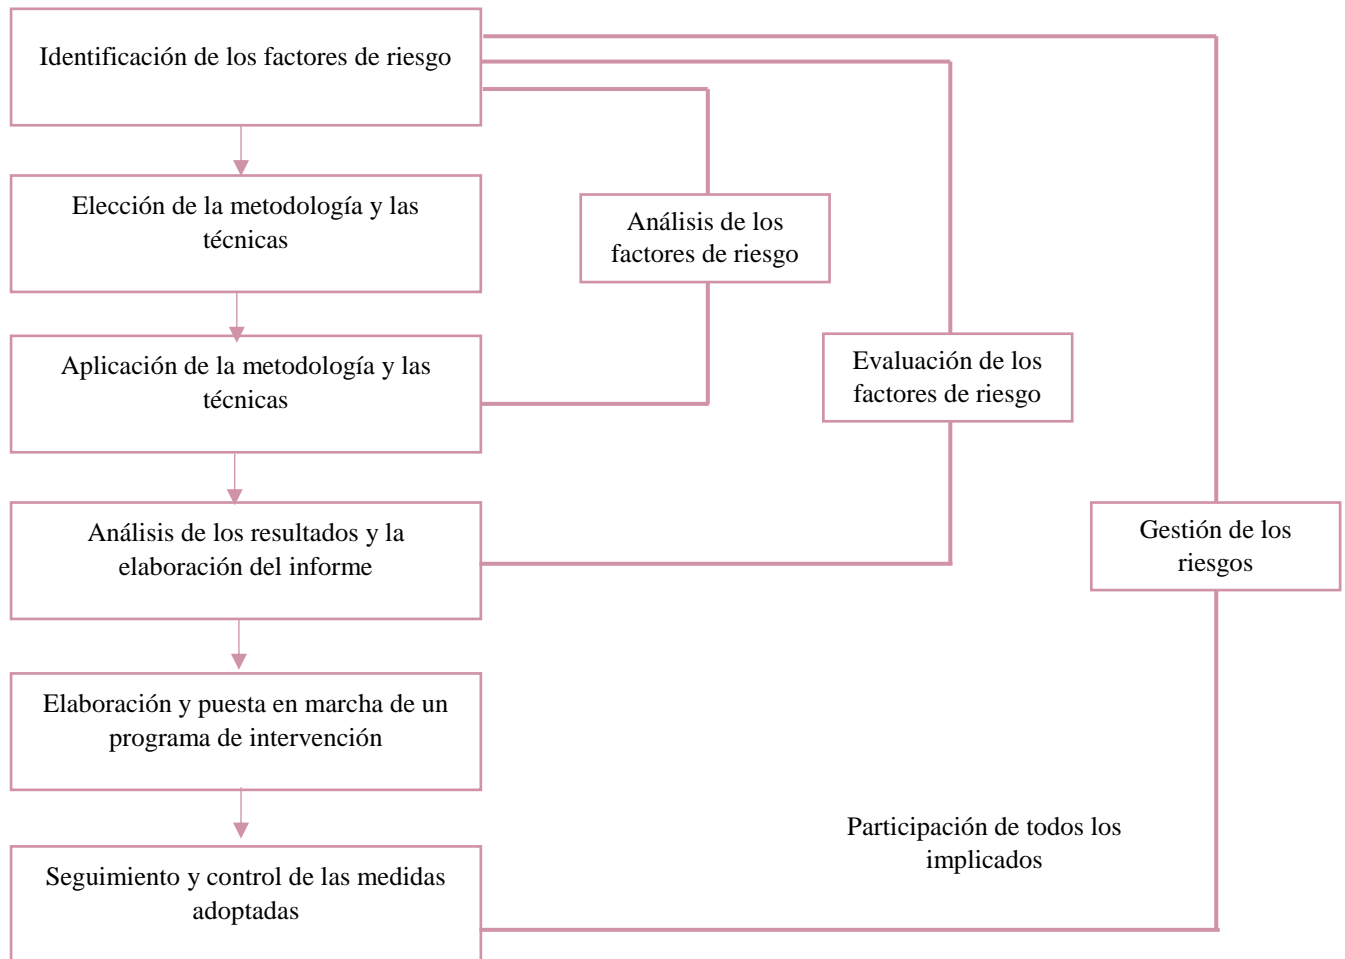 Identificación de los factores de riesgo
Elección de la metodología y las
técnicas
Análisis de los
factores de riesgo
Aplicación de la metodología y las
técnicas
Evaluación de los
factores de riesgo
Análisis de los resultados y la
elaboración del informe
Gestión de los
riesgos
Elaboración y puesta en marcha de un
programa de intervención
Participación de todos los
implicados
Seguimiento y control de las medidas
adoptadas